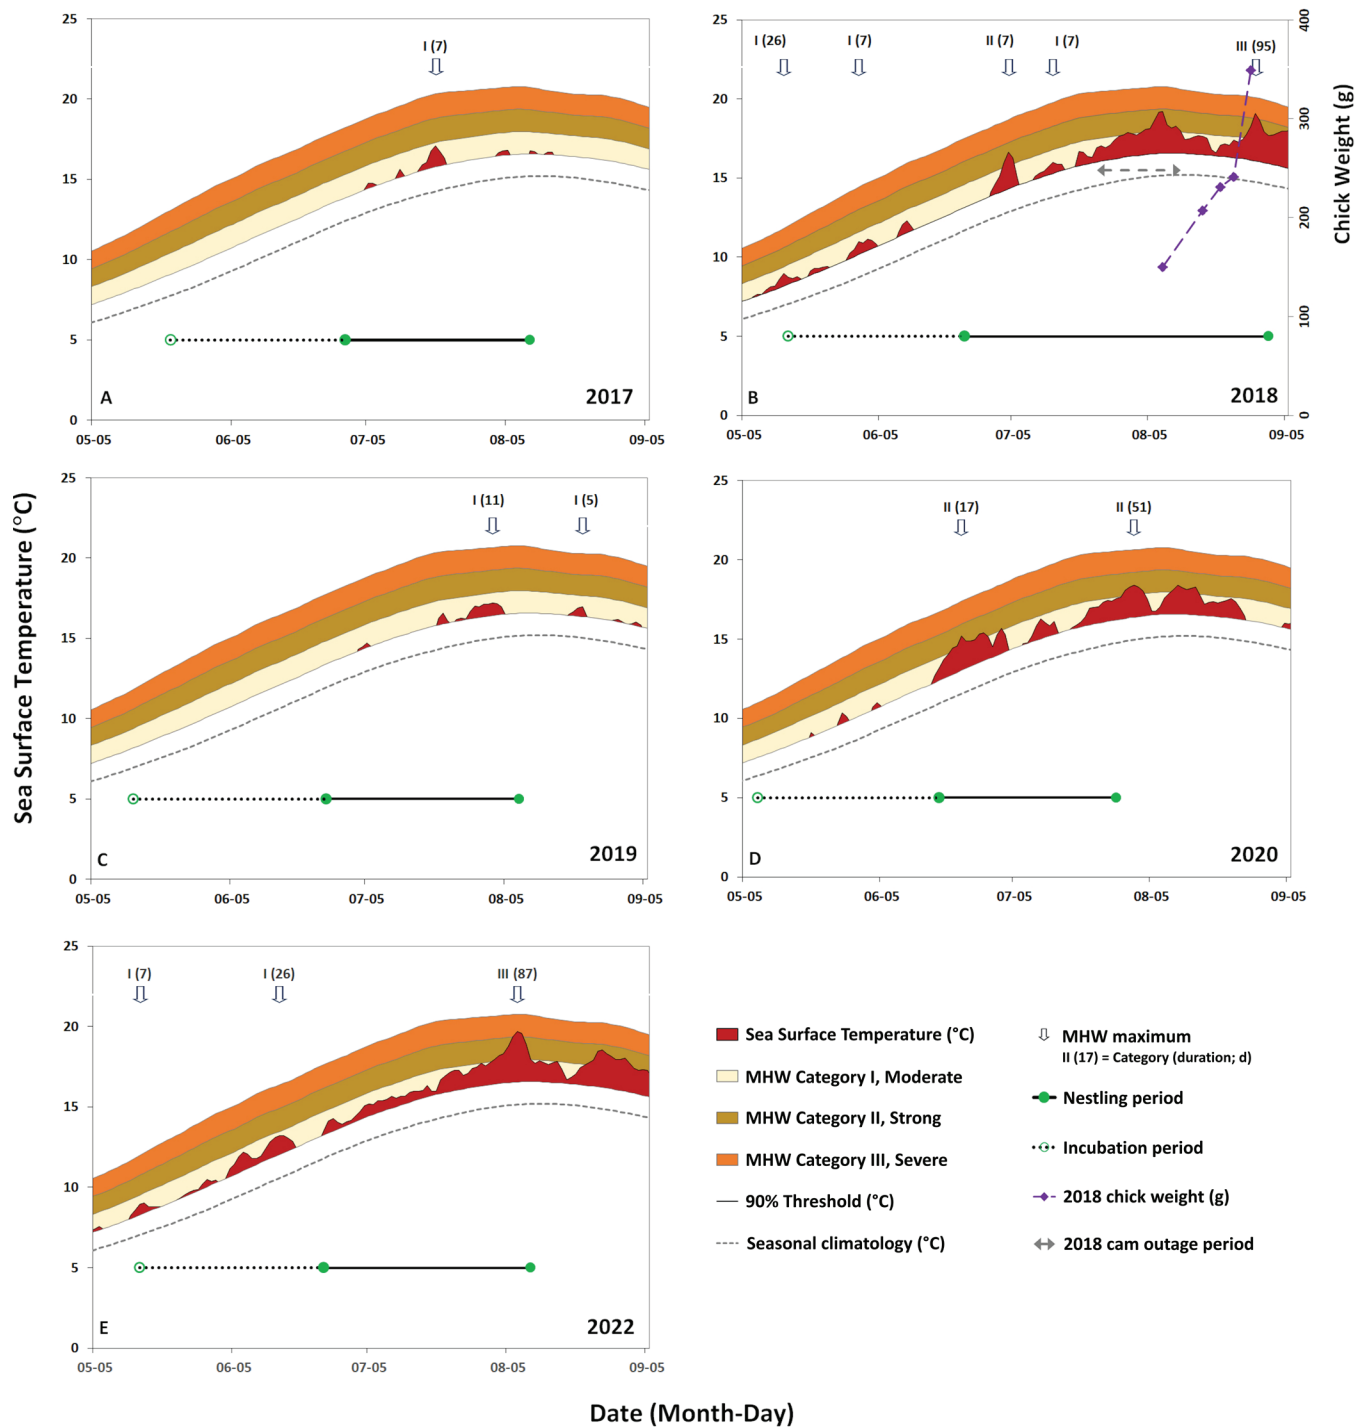 25
20
15
10
5
0
I (7)
A
2017
05-05
06-05
07-05
08-05
09-05
25
20
15
10
5
0
I (26)
I (7)
II (7)
I (7)
III (95)
B
2018
400
300
200
100
0
Chick Weight (g)
05-05
06-05
07-05
08-05
09-05
Sea Surface Temperature (°C)
25
20
15
10
5
0
I (11)
I (5)
C
2019
05-05
06-05
07-05
08-05
09-05
25
20
15
10
5
0
II (17)
II (51)
D
2020
05-05
06-05
07-05
08-05
09-05
25
20
15
10
5
0
I (7)
I (26)
III (87)
E
2022
05-05
06-05
07-05
08-05
09-05
Sea Surface Temperature (°C)
MHW Category I, Moderate
MHW Category II, Strong
MHW Category III, Severe
90% Threshold (°C)
Seasonal climatology (°C)
MHW maximum
II (17) = Category (duration; d)
Nestling period
Incubation period
2018 chick weight (g)
2018 cam outage period
Date (Month-Day)